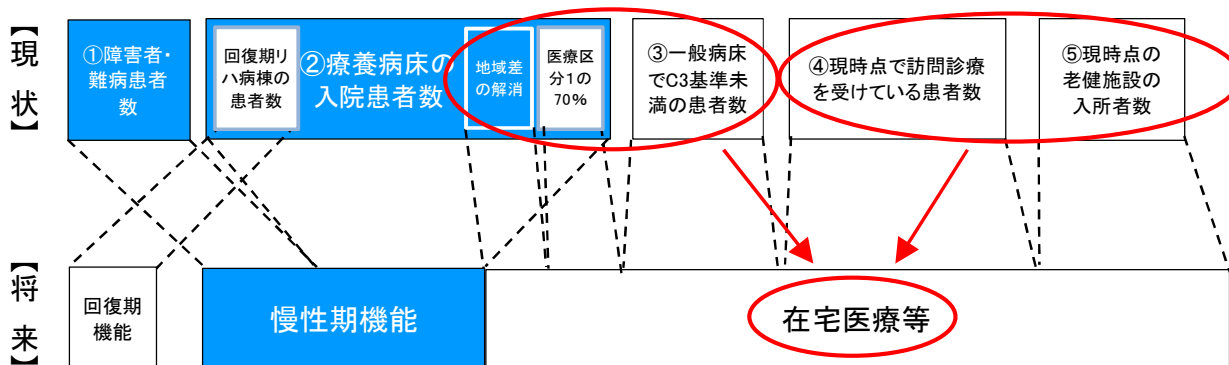 【現状】
①障害者・
難病患者
数
回復期リ
ハ病棟の
患者数
②療養病床の
入院患者数
地域差
の解消
医療区
分1の
70%
③一般病床
でC3基準未
満の患者数
④現時点で訪問診療
を受けている患者数
⑤現時点の
老健施設の
入所者数
【将来】
回復期
機能
慢性期機能
在宅医療等